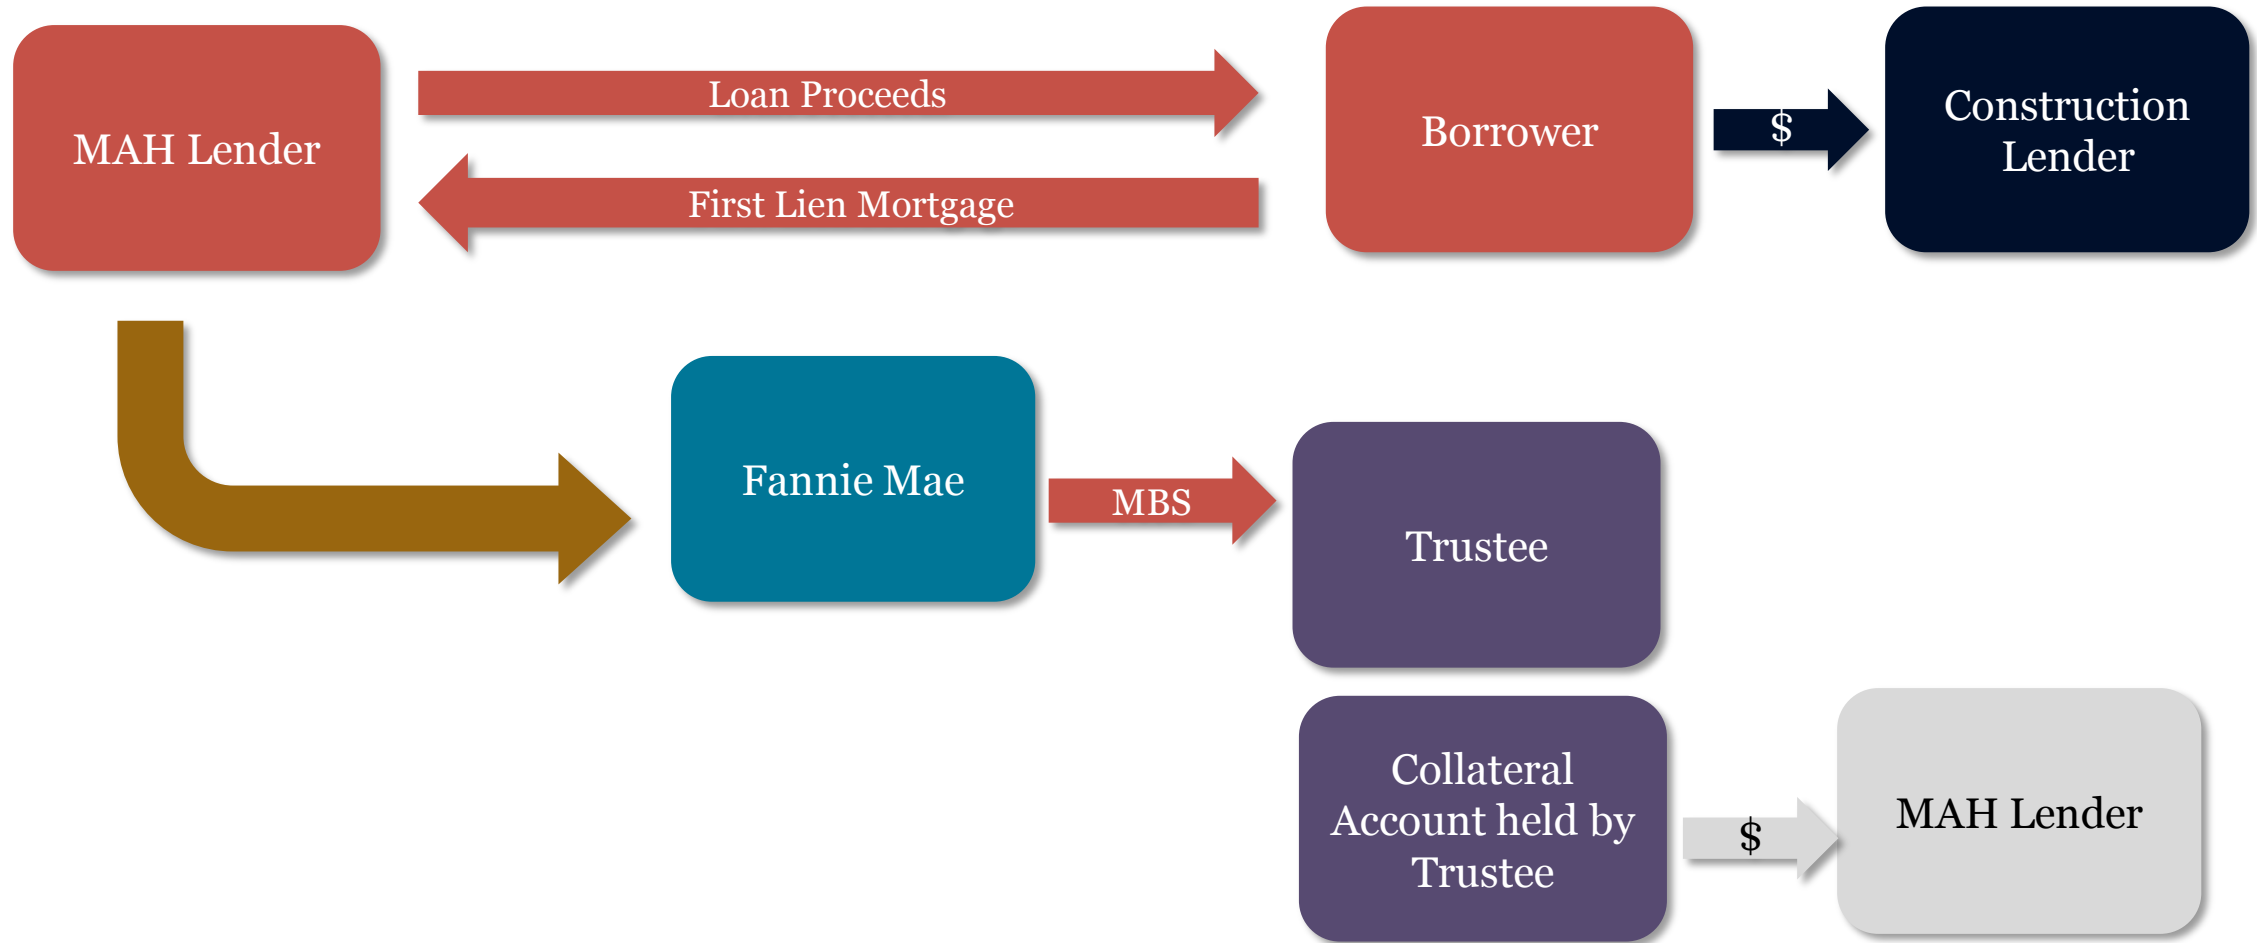 MAH Lender
Loan Proceeds
First Lien Mortgage
Borrower
$
Construction
Lender
Fannie Mae
MBS
Trustee
Collateral
Account held by
Trustee
$
MAH Lender